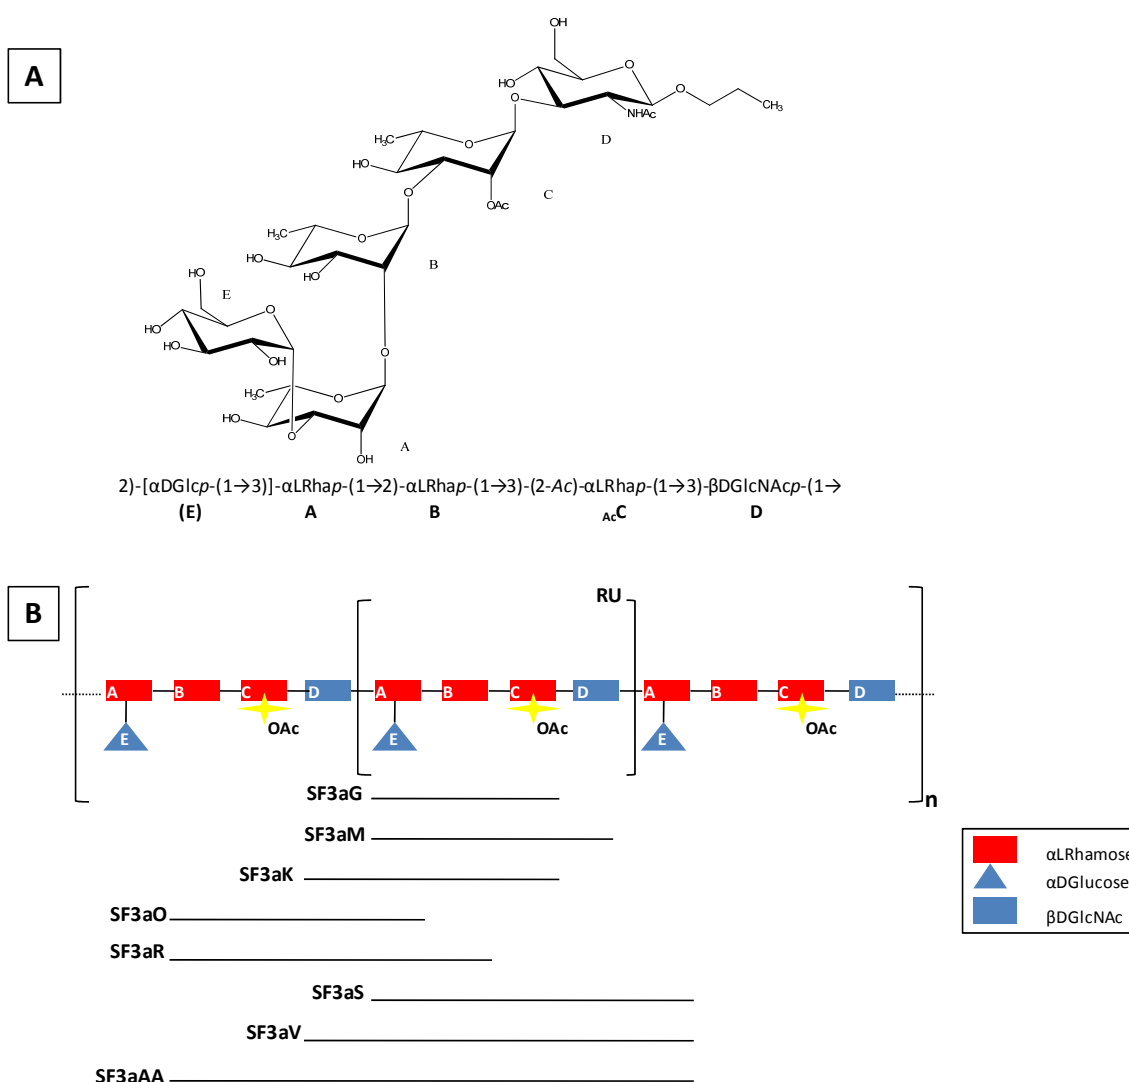 A
OH
O
HO
O
O
CH3
O
NHAc
D
H3C
O
HO
O
OAc
C
H3C
O
HO
HO
B
HO
E
O
HO
HO
OH
O
H3C
O
HO
O
A
OH
2)-[αDGlcp-(1→3)]-αLRhap-(1→2)-αLRhap-(1→3)-(2-Ac)-αLRhap-(1→3)-βDGlcNAcp-(1→
(E) A B AcC D
B
RU
A B C D A B C D A B C D
E OAc E OAc E OAc
n
SF3aG
SF3aM
SF3aK
SF3aO
SF3aR
SF3aS
SF3aV
SF3aAA
αLRhamose
αDGlucose
βDGlcNAc